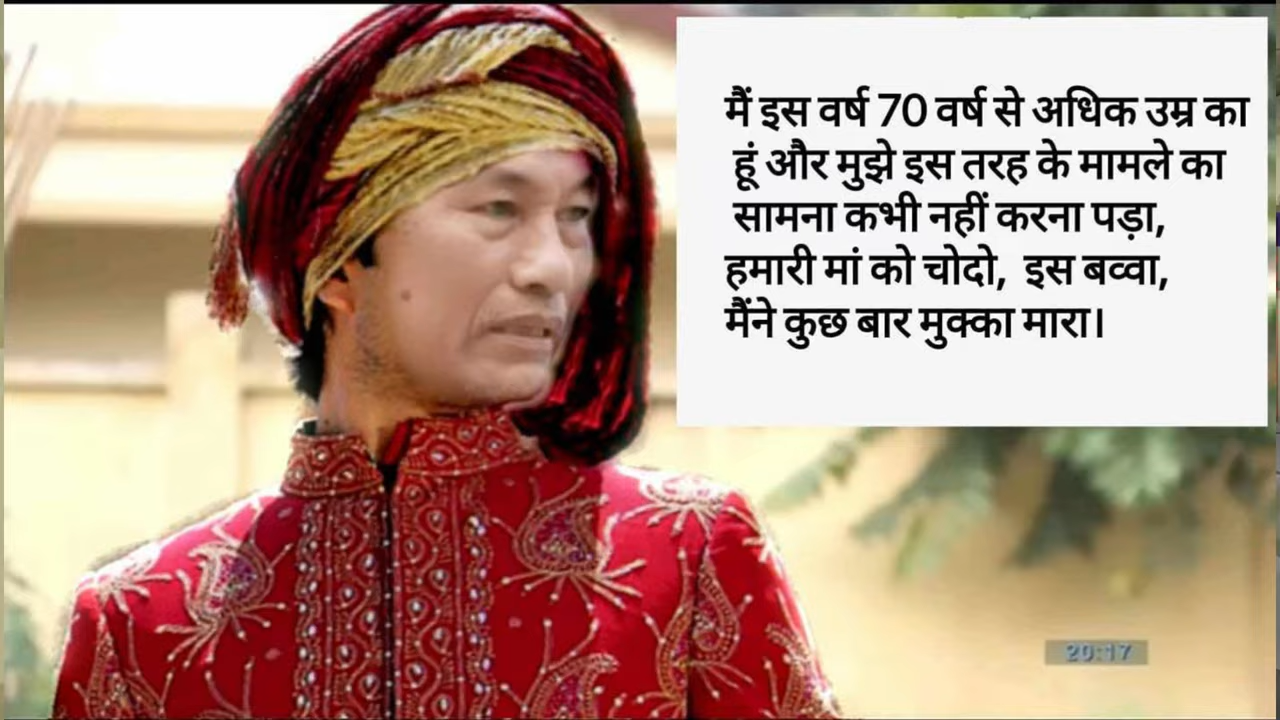 मैं इस वर्ष 70 वर्ष से अधिक उम्र का
हूं और मुझे इस तरह के मामले का
सामना कभी नहीं करना पड़ा,
हमारी मां को चोदो, इस बव्वा,
मैंने कुछ बार मुक्का मारा।
20:17